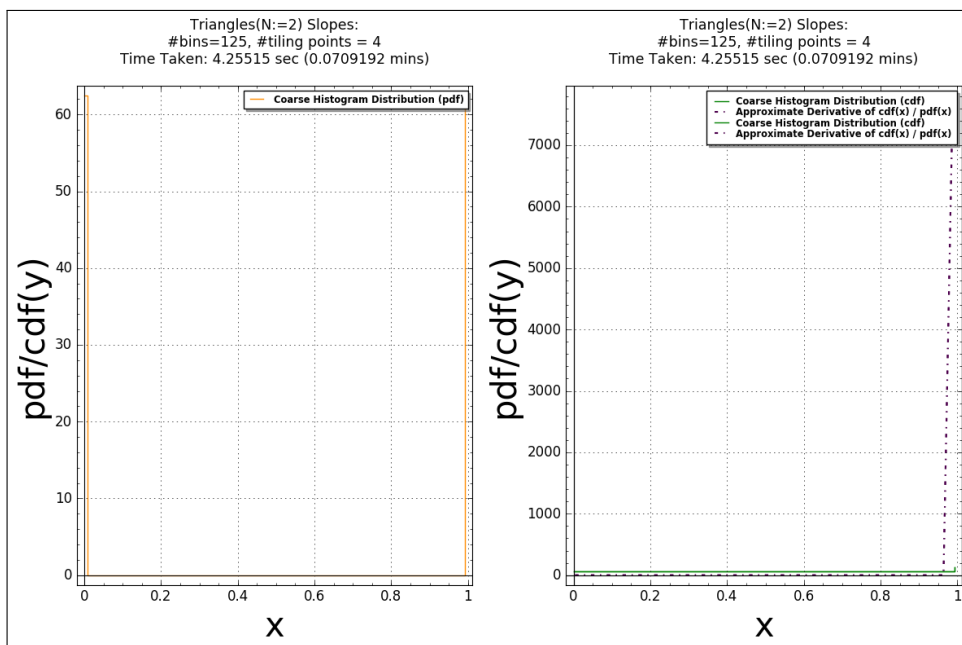 Triangles(N:=2) Slopes:
#bins=125, #tiling points = 4
Time Taken: 4.25515 sec (0.0709192 mins)
Coarse Histogram Distribution (pdf)
60
50
40
30
20
10
0
0 0.2 0.4 0.6 0.8 1
pdf/cdf(y)
x
Triangles(N:=2) Slopes:
#bins=125, #tiling points = 4
Time Taken: 4.25515 sec (0.0709192 mins)
Coarse Histogram Distribution (cdf)
Approximate Derivative of cdf(x) / pdf(x)
Coarse Histogram Distribution (cdf)
Approximate Derivative of cdf(x) / pdf(x)
7000
6000
5000
4000
3000
2000
1000
0
0 0.2 0.4 0.6 0.8 1
pdf/cdf(y)
x